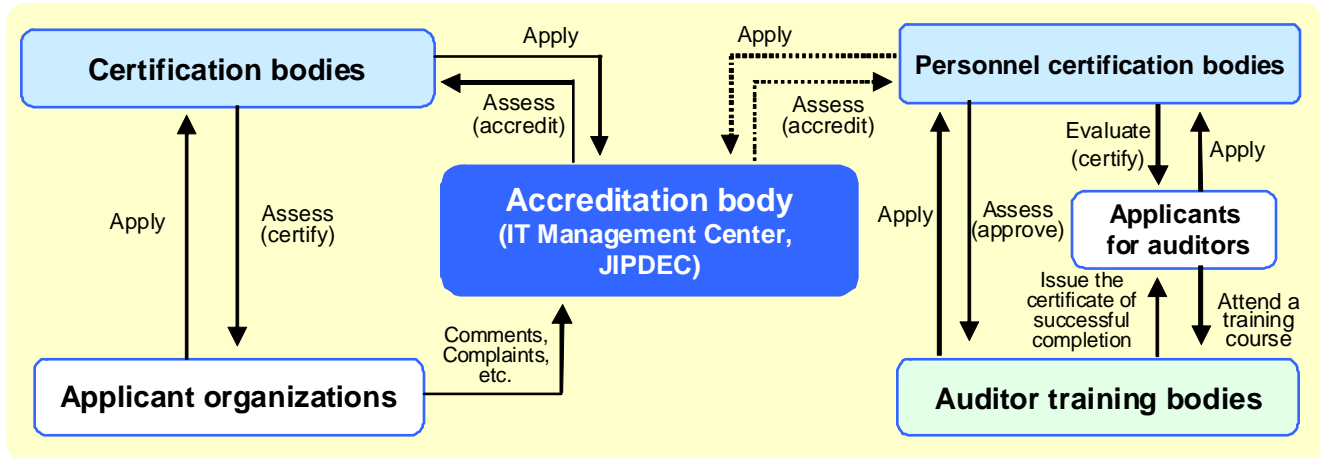 Certification bodies
Apply
Assess
(accredit)
Apply
Assess
(accredit)
Personnel certification bodies
Apply
Assess
(certify)
Accreditation body
(IT Management Center,
JIPDEC)
Apply
Assess
(approve)
Evaluate
(certify)
Apply
Applicants
for auditors
Issue the
certificate of
successful
completion
Attend a
training
course
Comments,
Complaints,
etc.
Applicant organizations
Auditor training bodies